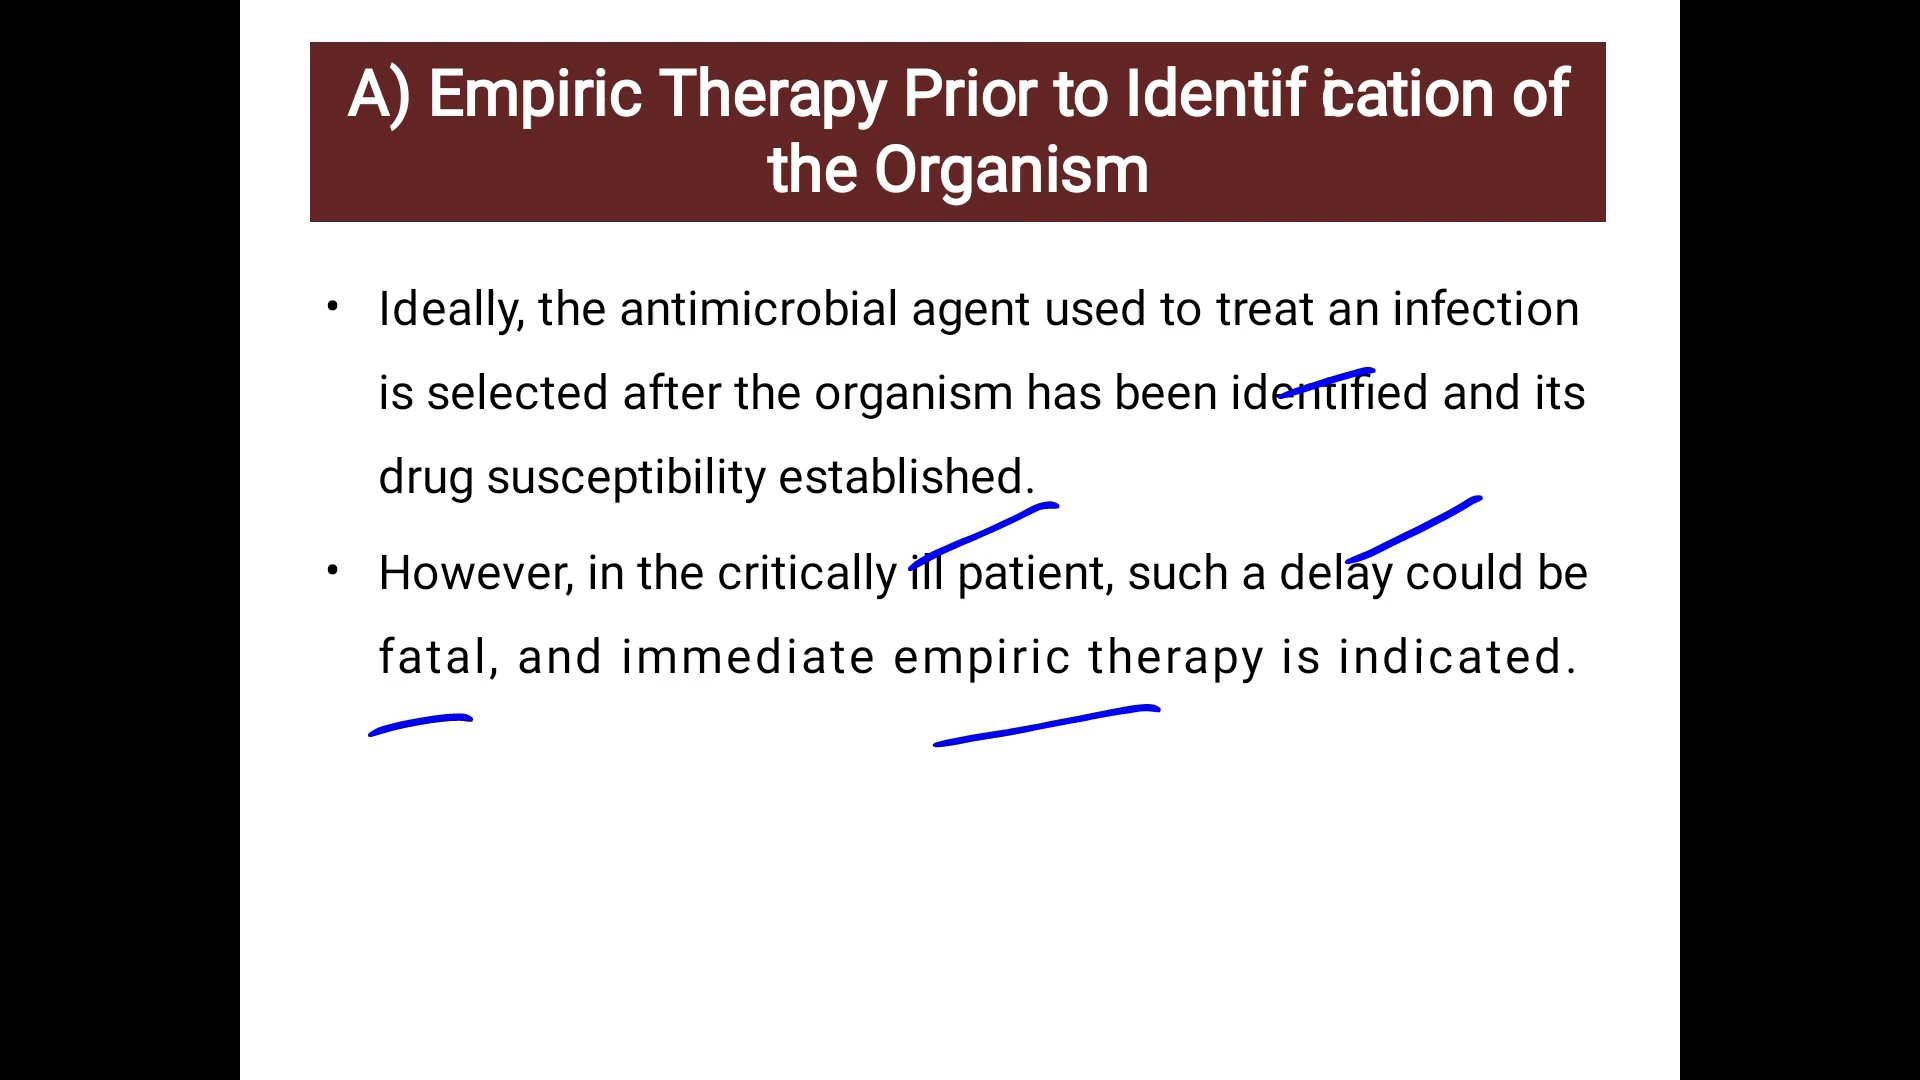 A) Empiric Therapy Prior to Identification of
the Organism
• Ideally, the antimicrobial agent used to treat an infection
is selected after the organism has been identified and its
drug susceptibility established.
• However, in the critically ill patient, such a delay could be
fatal, and immediate empiric therapy is indicated.